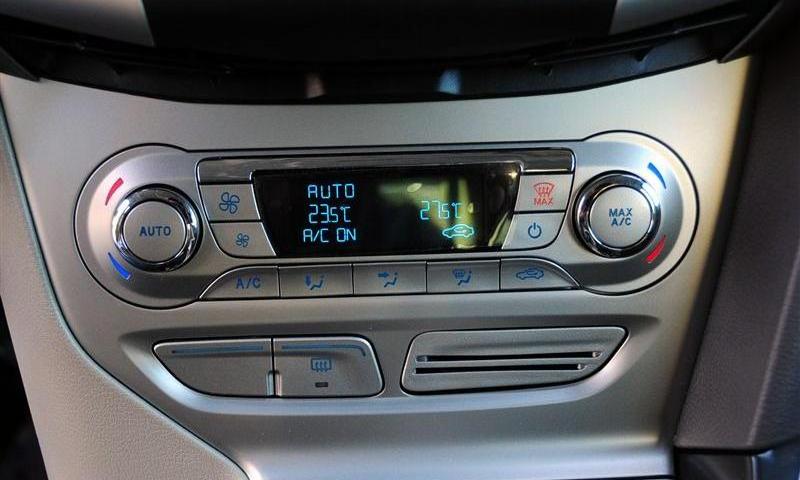 AUTO
23.5℃
27.5℃
A/C ON
MAX
AUTO
MAX
A/C
A/C